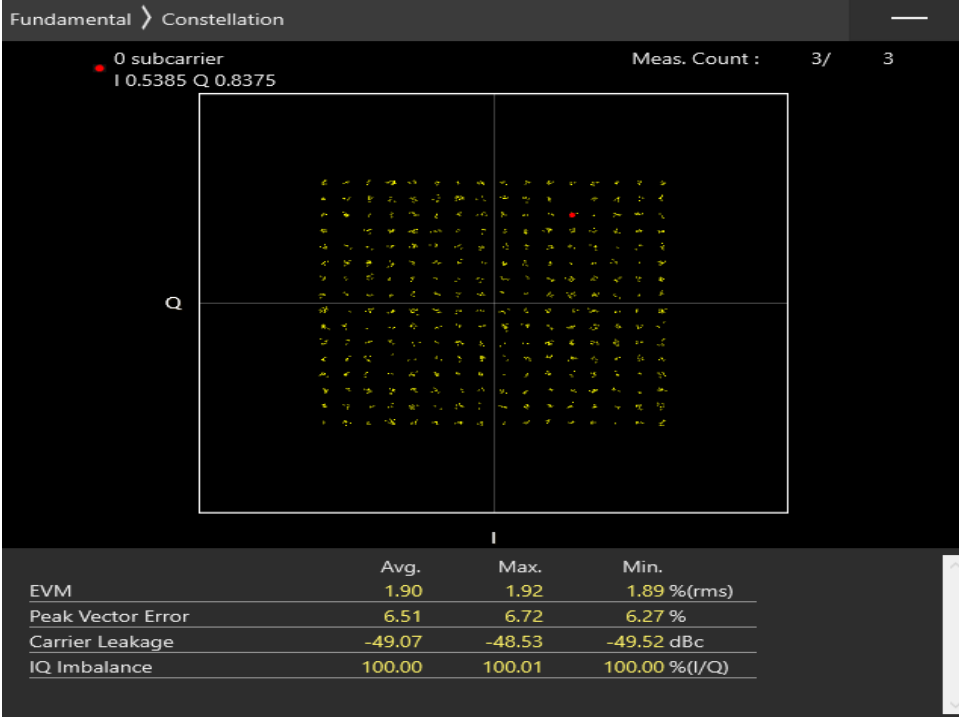 Fundamental 〉 Constellation
0 subcarrier
I 0.5385 Q 0.8375
Meas. Count : 3/ 3
Q
I
Avg. Max. Min.
EVM 1.90 1.92 1.89 %(rms)
Peak Vector Error 6.51 6.72 6.27 %
Carrier Leakage -49.07 -48.53 -49.52 dBc
IQ Imbalance 100.00 100.01 100.00 %(I/Q)